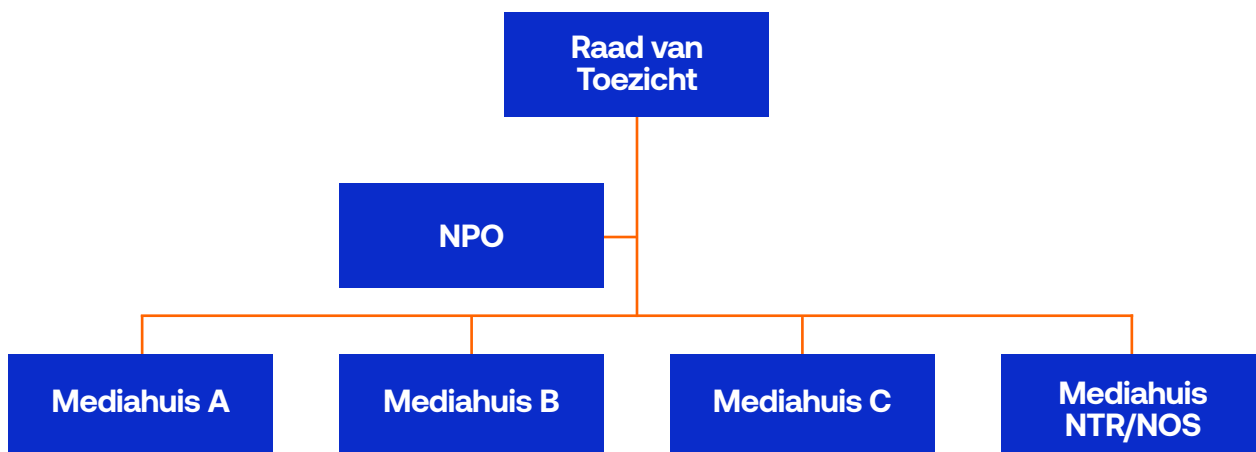 Raad van
Toezicht
NPO
Mediahuis A
Mediahuis B
Mediahuis C
Mediahuis
NTR/NOS